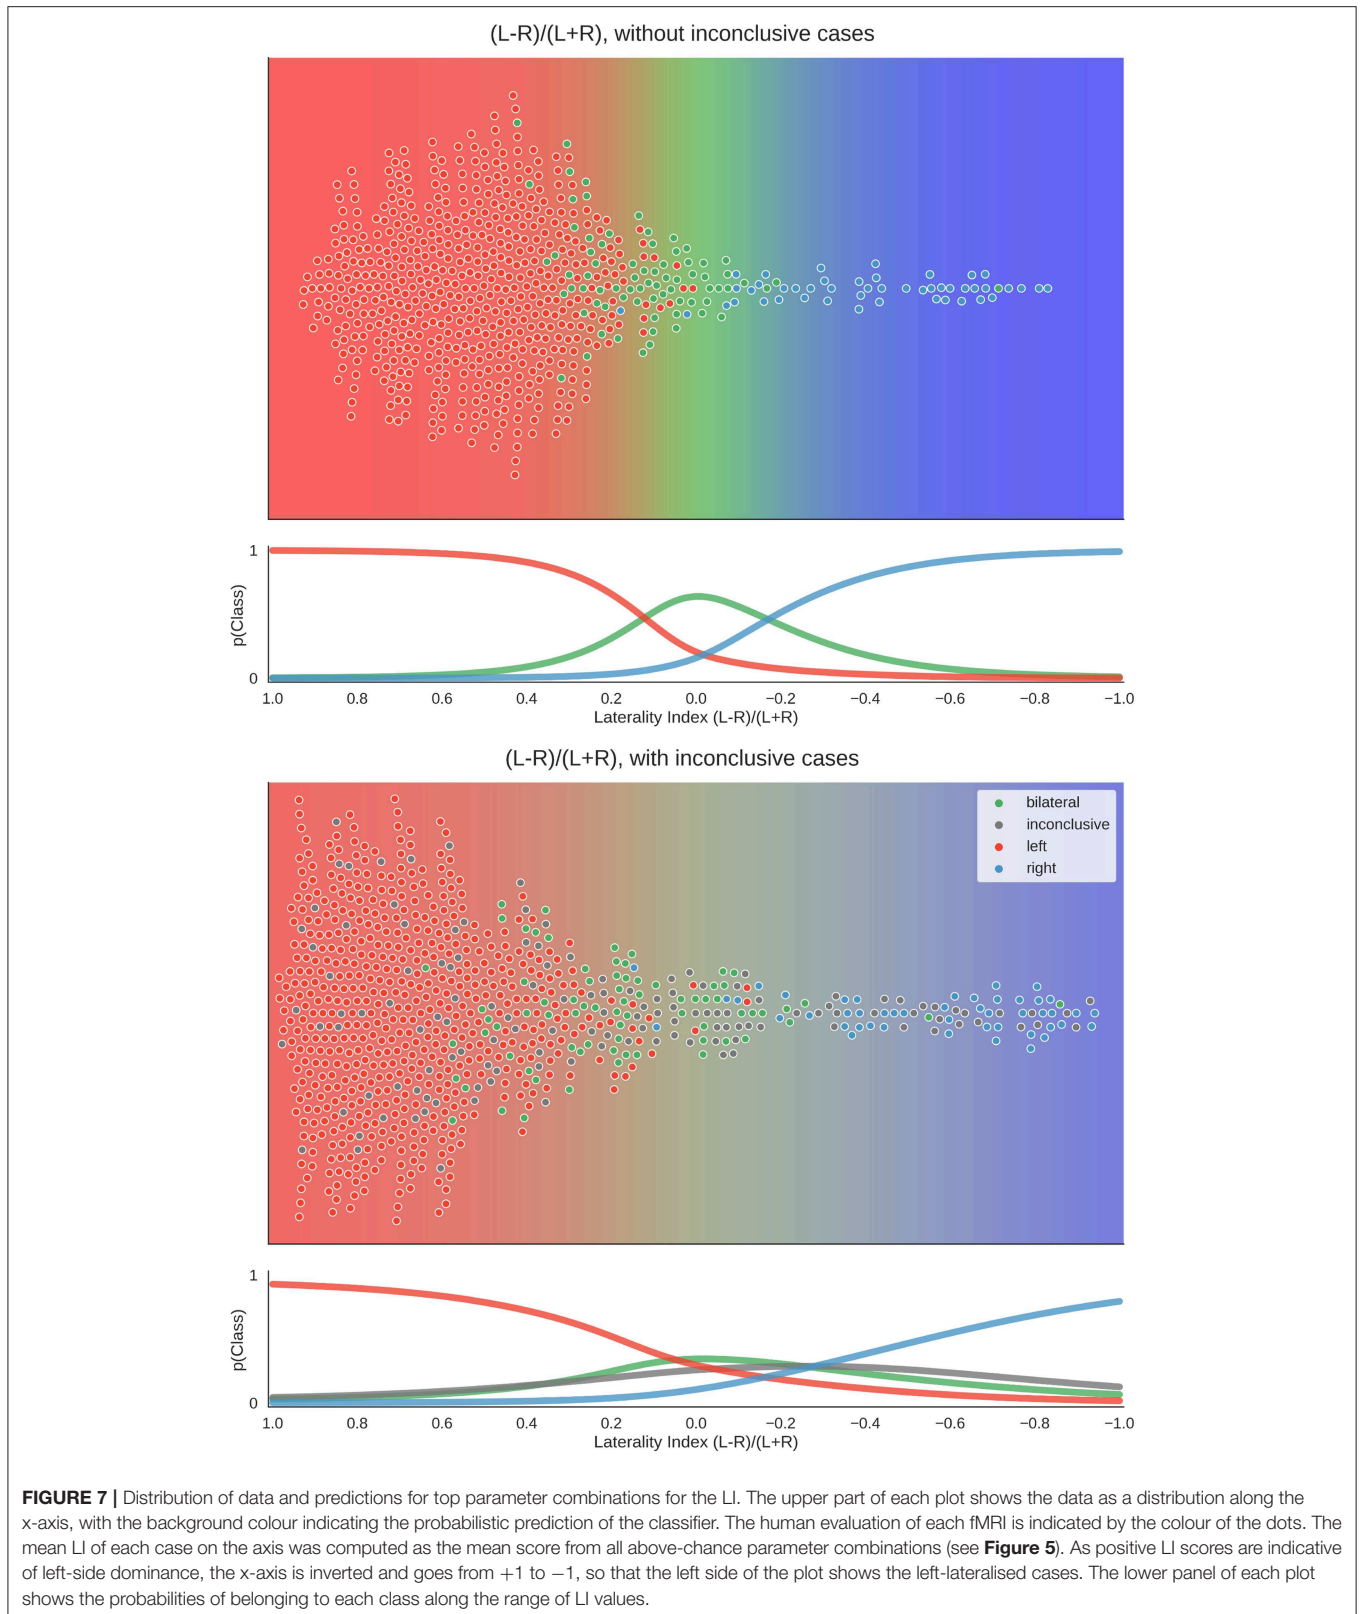 (L-R)/(L+R), without inconclusive cases
1
p(Class)
0
1.0 0.8 0.6 0.4 0.2 0.0 −0.2 −0.4 −0.6 −0.8 −1.0
Laterality Index (L-R)/(L+R)
(L-R)/(L+R), with inconclusive cases
bilateral
inconclusive
left
right
1
p(Class)
0
1.0 0.8 0.6 0.4 0.2 0.0 −0.2 −0.4 −0.6 −0.8 −1.0
Laterality Index (L-R)/(L+R)
FIGURE 7 | Distribution of data and predictions for top parameter combinations for the LI. The upper part of each plot shows the data as a distribution along the
x-axis, with the background colour indicating the probabilistic prediction of the classifier. The human evaluation of each fMRI is indicated by the colour of the dots. The
mean LI of each case on the axis was computed as the mean score from all above-chance parameter combinations (see Figure 5). As positive LI scores are indicative
of left-side dominance, the x-axis is inverted and goes from +1 to −1, so that the left side of the plot shows the left-lateralised cases. The lower panel of each plot
shows the probabilities of belonging to each class along the range of LI values.